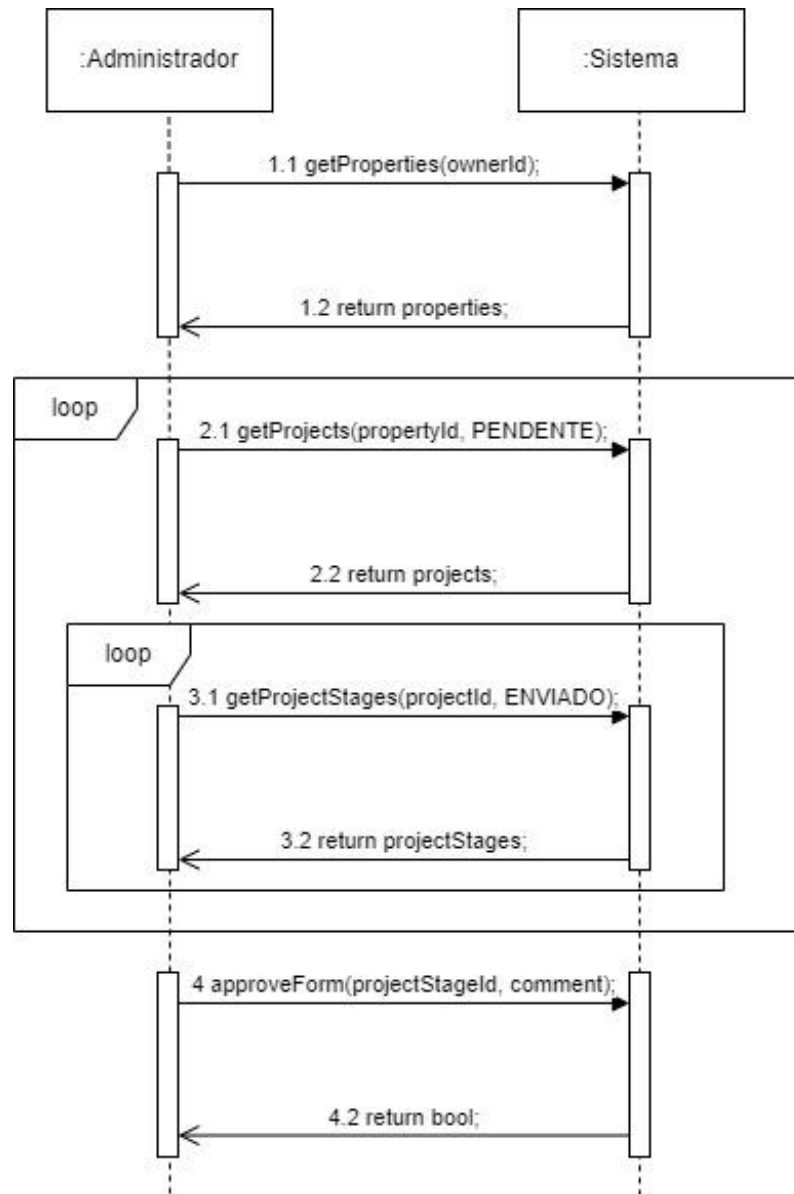 :Administrador
:Sistema
1.1 getProperties(ownerId);
1.2 return properties;
loop
2.1 getProjects(propertyId, PENDENTE);
2.2 return projects;
loop
3.1 getProjectStages(projectId, ENVIADO);
3.2 return projectStages;
4 approveForm(projectStageId, comment);
4.2 return bool;